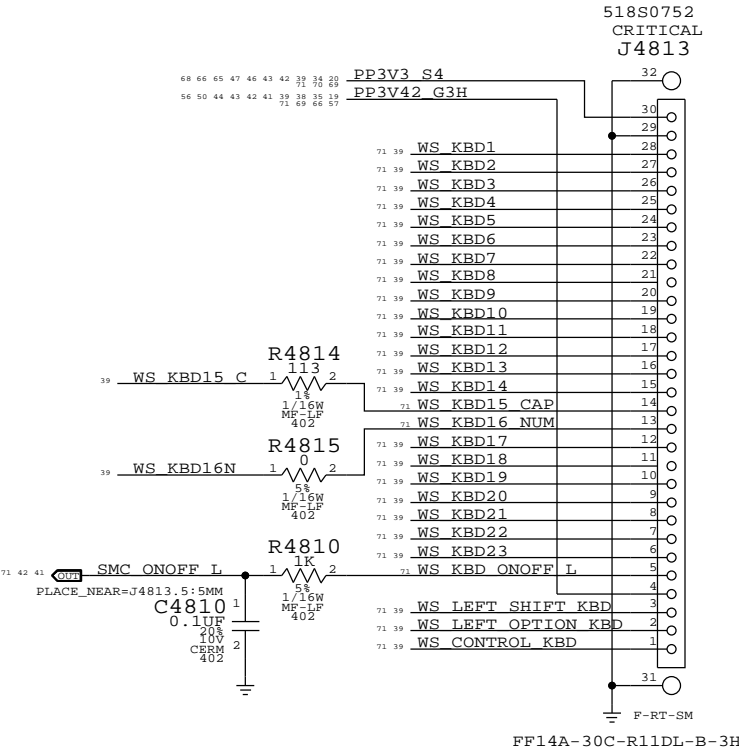 518S0752
CRITICAL
J4813
68 66 65 47 46 43 42 39 34 20 PP3V3_S4 32
71 70 69
56 50 44 43 42 41 39 38 35 19 PP3V42_G3H
71 69 66 57
30
29
71 39 WS_KBD1 28
71 39 WS_KBD2 27
71 39 WS_KBD3 26
71 39 WS_KBD4 25
71 39 WS_KBD5 24
71 39 WS_KBD6 23
71 39 WS_KBD7 22
71 39 WS_KBD8 21
71 39 WS_KBD9 20
71 39 WS_KBD10 19
71 39 WS_KBD11 18
71 39 WS_KBD12 17
71 39 WS_KBD13 16
71 39 WS_KBD14 15
R4814
113
39 WS_KBD15_C 1 2
1%
1/16W
MF-LF
402
71 WS_KBD15_CAP 14
71 WS_KBD16_NUM 13
R4815
0
39 WS_KBD16N 1 2
5%
1/16W
MF-LF
402
71 39 WS_KBD17 12
71 39 WS_KBD18 11
71 39 WS_KBD19 10
71 39 WS_KBD20 9
71 39 WS_KBD21 8
71 39 WS_KBD22 7
71 39 WS_KBD23 6
R4810
1K
71 42 41 OUT SMC_ONOFF_L 1 2 71 WS_KBD_ONOFF_L 5
5%
1/16W
MF-LF
402
4
PLACE_NEAR=J4813.5:5MM
C4810 1
0.1UF
20%
10V
CERM 2
402
71 39 WS_LEFT_SHIFT_KBD 3
71 39 WS_LEFT_OPTION_KBD 2
71 39 WS_CONTROL_KBD 1
31
F-RT-SM
FF14A-30C-R11DL-B-3H